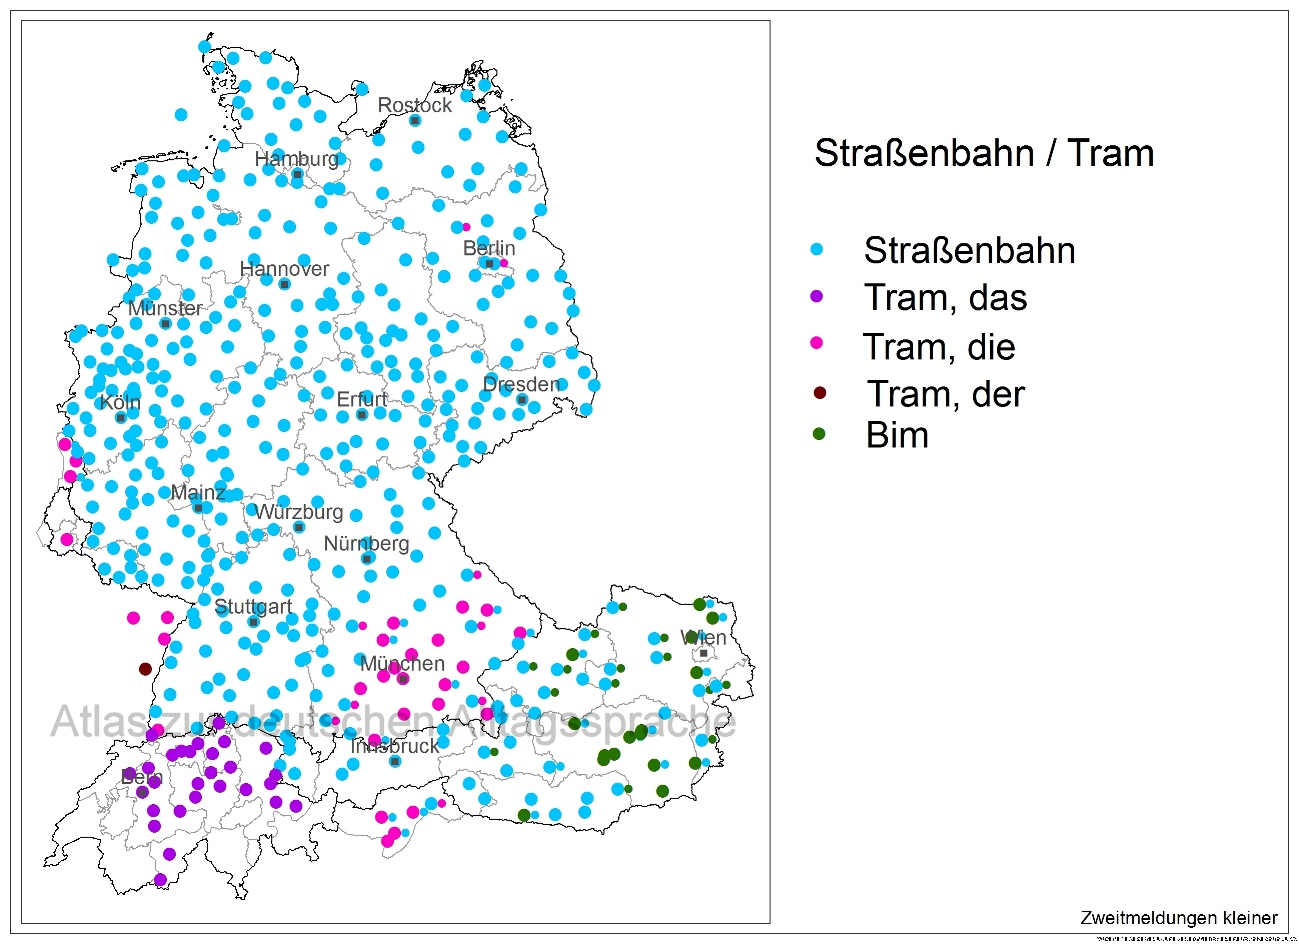 Straßenbahn / Tram
Straßenbahn
Tram, das
Tram, die
Tram, der
Bim
Rostock
Hamburg
Berlin
Hannover
Münster
Dresden
Köln
Erfurt
Mainz
Würzburg
Nürnberg
Stuttgart
Wien
München
Atlas zur deutschen Alltagssprache
Innsbruck
Bern
Zweitmeldungen kleiner